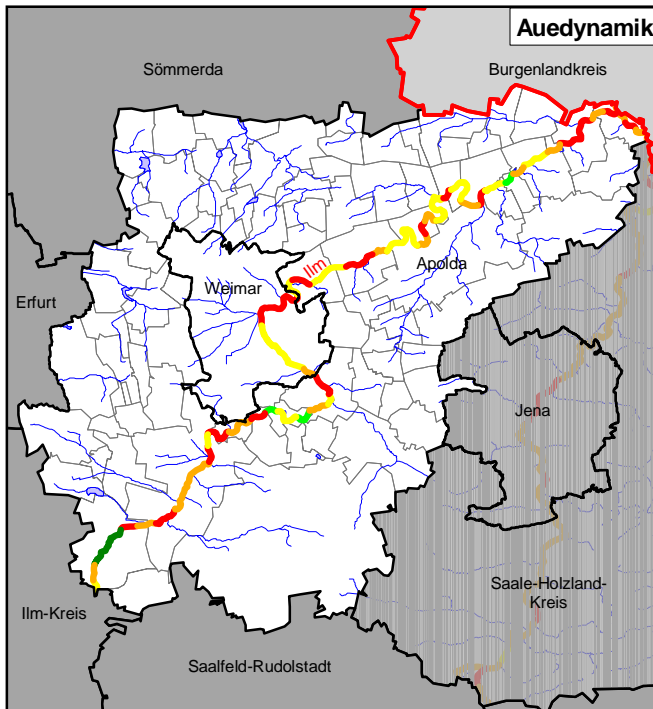 Auedynamik
Sömmerda
Burgenlandkreis
Ilm
Apolda
Weimar
Erfurt
Jena
Saale-Holzland-
Kreis
Ilm-Kreis
Saalfeld-Rudolstadt